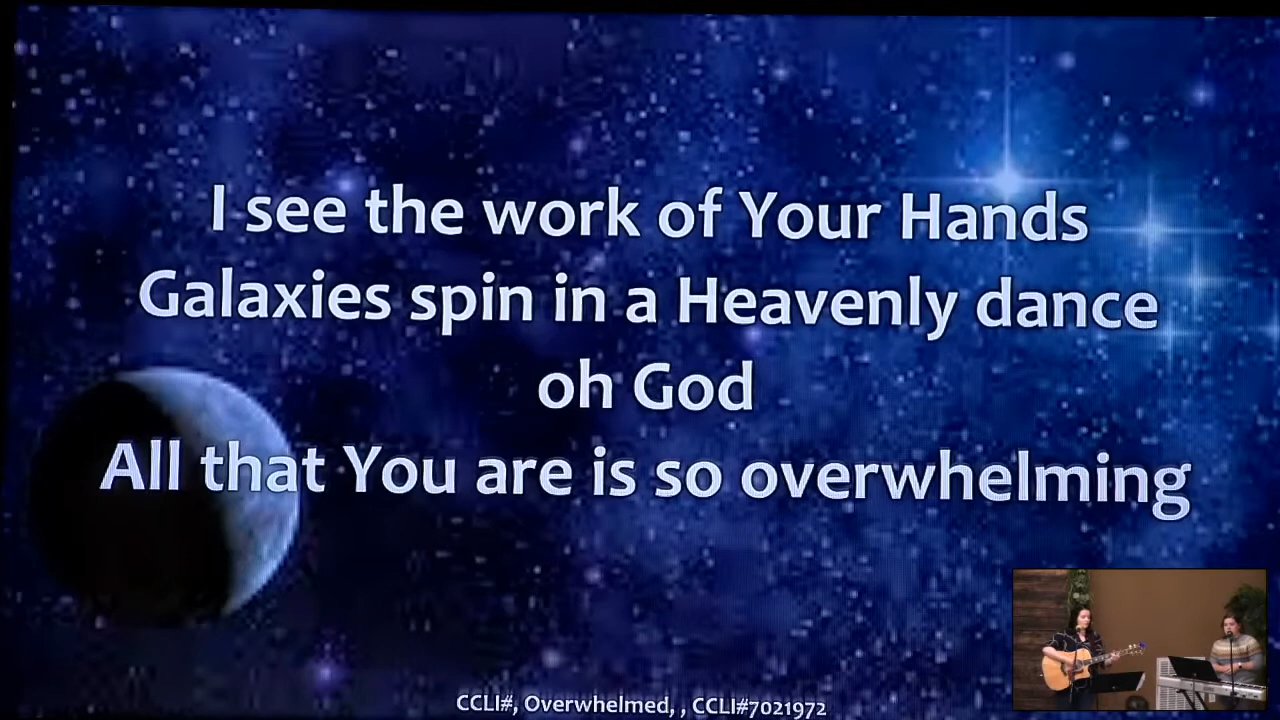 I see the work of Your Hands
Galaxies spin in a Heavenly dance
oh God
All that You are is so overwhelming
CCLI#, Overwhelmed, , CCLI#7021972